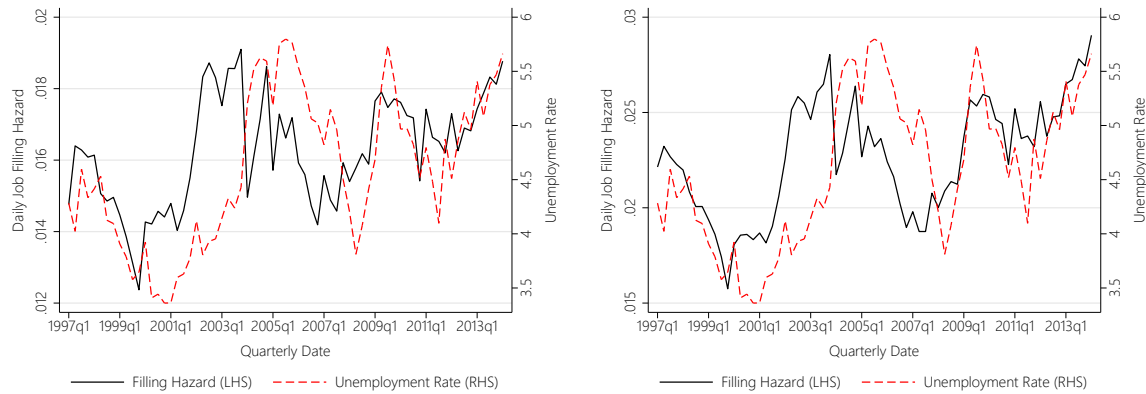 .02
.018
.016
.014
.012
Daily Job Filling Hazard
6
5.5
5
4.5
4
3.5
Unemployment Rate
1997q1 1999q1 2001q1 2003q1 2005q1 2007q1 2009q1 2011q1 2013q1
Quarterly Date
Filling Hazard (LHS) Unemployment Rate (RHS)
.03
.025
.02
.015
Daily Job Filling Hazard
6
5.5
5
4.5
4
3.5
Unemployment Rate
1997q1 1999q1 2001q1 2003q1 2005q1 2007q1 2009q1 2011q1 2013q1
Quarterly Date
Filling Hazard (LHS) Unemployment Rate (RHS)